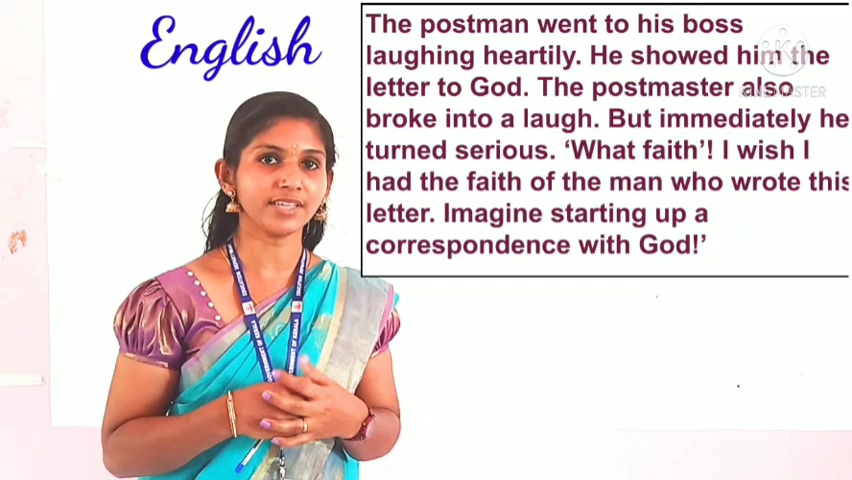 English
The postman went to his boss
laughing heartily. He showed him the
letter to God. The postmaster also
broke into a laugh. But immediately he
turned serious. ‘What faith’! I wish I
had the faith of the man who wrote this
letter. Imagine starting up a
correspondence with God!’